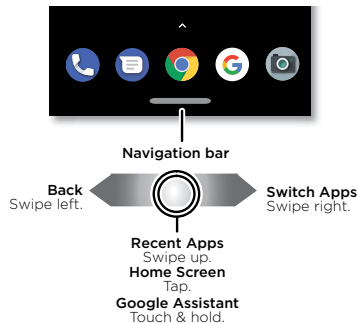 Navigation bar
Back
Swipe left.
Switch Apps
Swipe right.
Recent Apps
Swipe up.
Home Screen
Tap.
Google Assistant
Touch & hold.